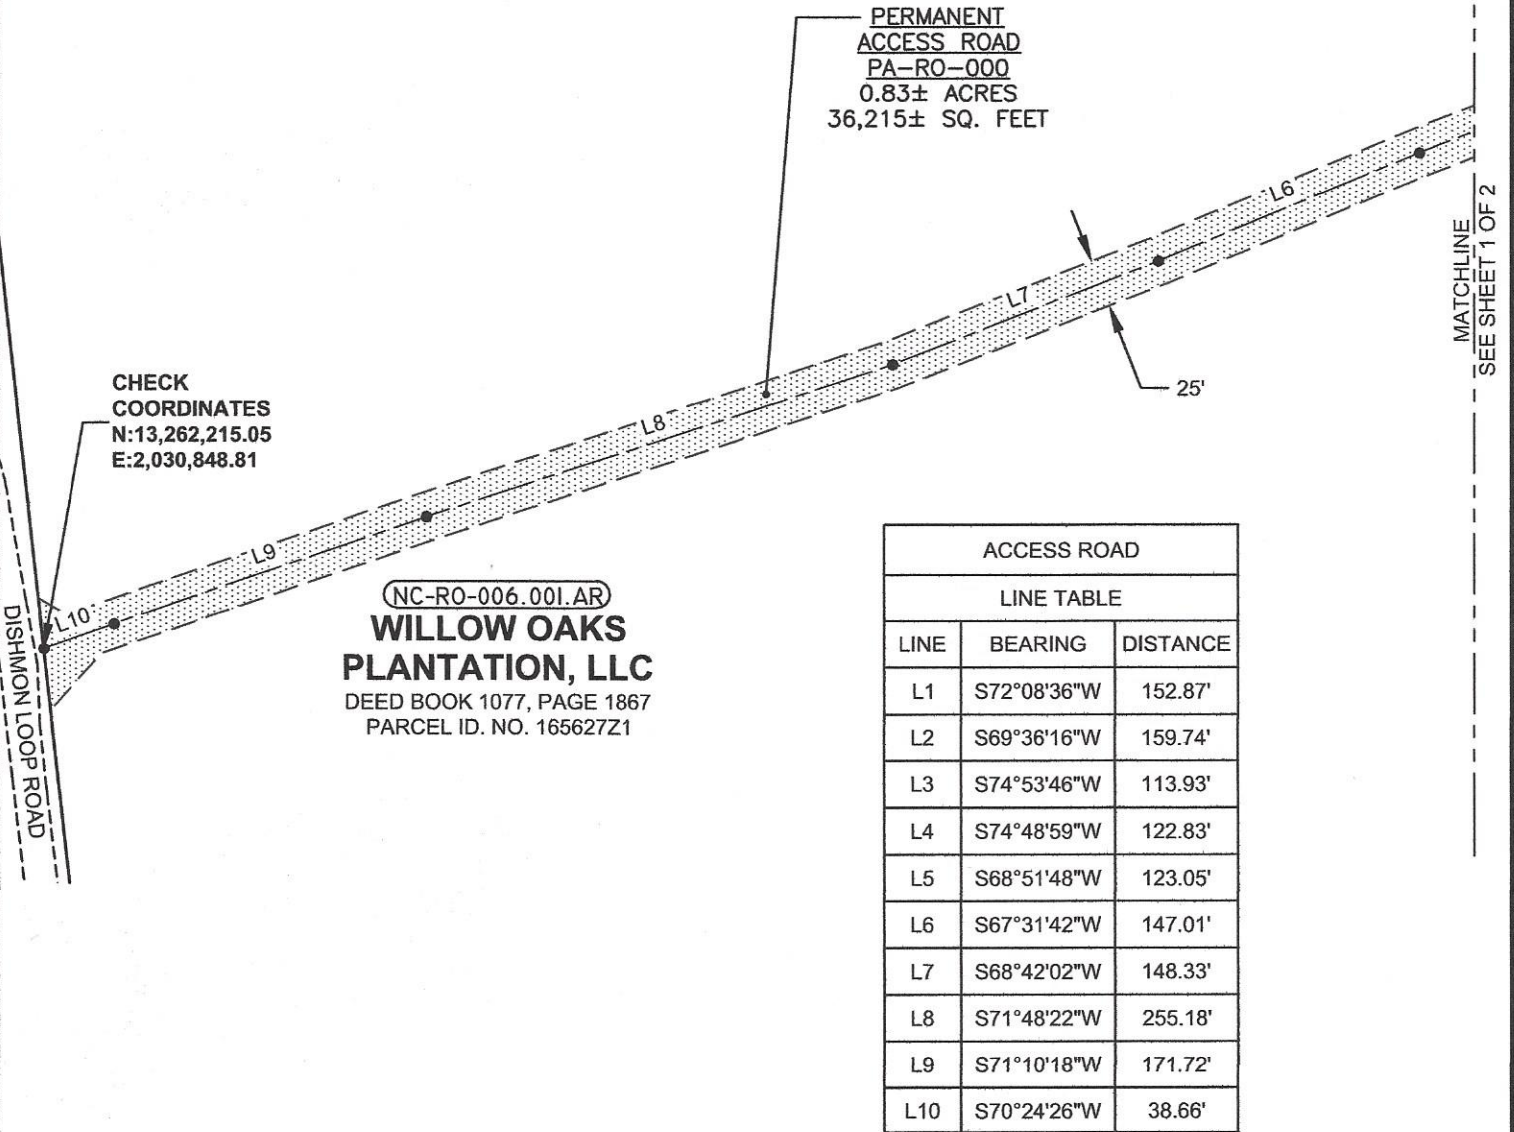 PERMANENT
ACCESS ROAD
PA-RO-000
0.83± ACRES
36,215± SQ. FEET
L6
MATCHLINE
SEE SHEET 1 OF 2
L7
25'
CHECK
COORDINATES
N:13,262,215.05
E:2,030,848.81
L8
L9
L10
DISHMON LOOP ROAD
NC-RO-006.001.AR
WILLOW OAKS
PLANTATION, LLC
DEED BOOK 1077, PAGE 1867
PARCEL ID. NO. 165627Z1
ACCESS ROAD
LINE TABLE
LINE BEARING DISTANCE
L1 S72°08'36"W 152.87'
L2 S69°36'16"W 159.74'
L3 S74°53'46"W 113.93'
L4 S74°48'59"W 122.83'
L5 S68°51'48"W 123.05'
L6 S67°31'42"W 147.01'
L7 S68°42'02"W 148.33'
L8 S71°48'22"W 255.18'
L9 S71°10'18"W 171.72'
L10 S70°24'26"W 38.66'